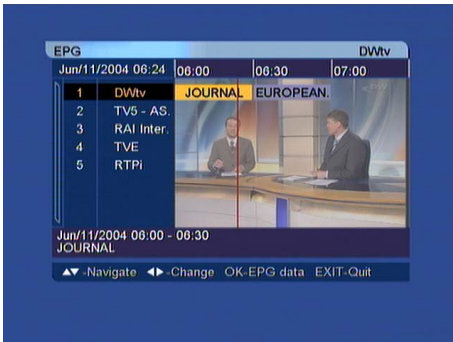 EPG DWtv
Jun/11/2004 06:24 06:00 06:30 07:00
1 DWtv JOURNAL EUROPEAN.
2 TV5 - AS.
3 RAI Inter.
4 TVE
5 RTPi
Jun/11/2004 06:00 - 06:30
JOURNAL
▲▼-Navigate ◀▶-Change OK-EPG data EXIT-Quit